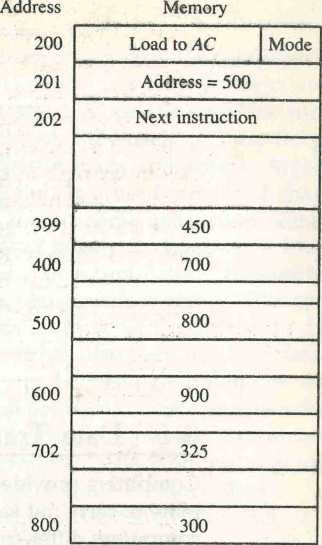 Address Memory
200 Load to AC Mode
201 Address = 500
202 Next instruction
399 450
400 700
500 800
600 900
702 325
800 300